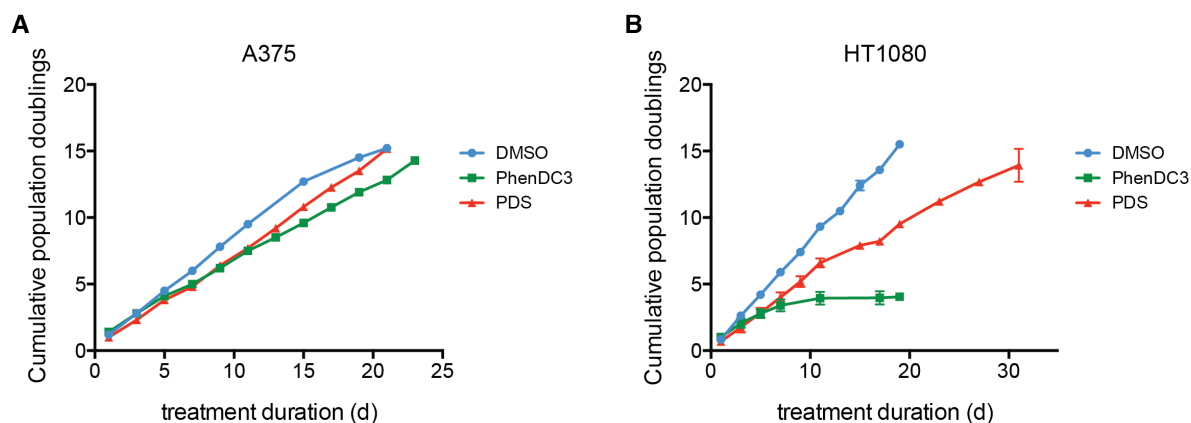 A
A375
Cumulative population doublings
20
15
10
5
0
0 5 10 15 20 25
treatment duration (d)
DMSO
PhenDC3
PDS
B
HT1080
Cumulative population doublings
20
15
10
5
0
0 10 20 30
treatment duration (d)
DMSO
PhenDC3
PDS